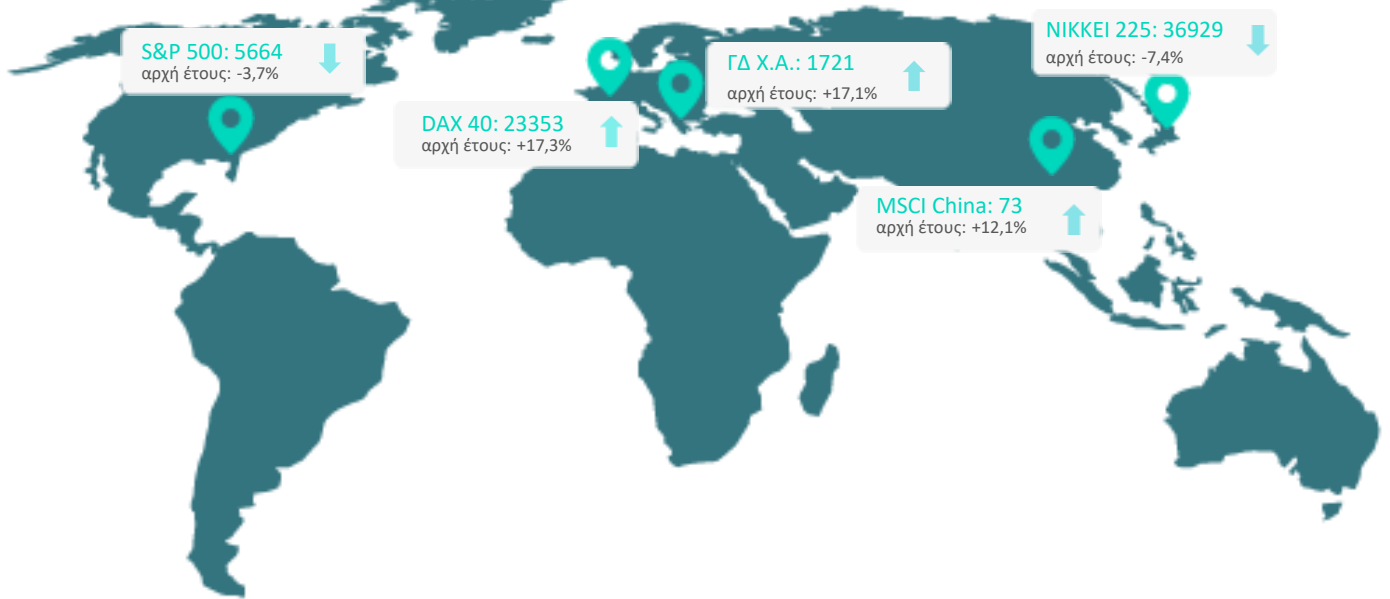 S&P 500: 5664
αρχή έτους: -3,7%
DAX 40: 23353
αρχή έτους: +17,3%
ΓΔ Χ.Α.: 1721
αρχή έτους: +17,1%
NIKKEI 225: 36929
αρχή έτους: -7,4%
MSCI China: 73
αρχή έτους: +12,1%